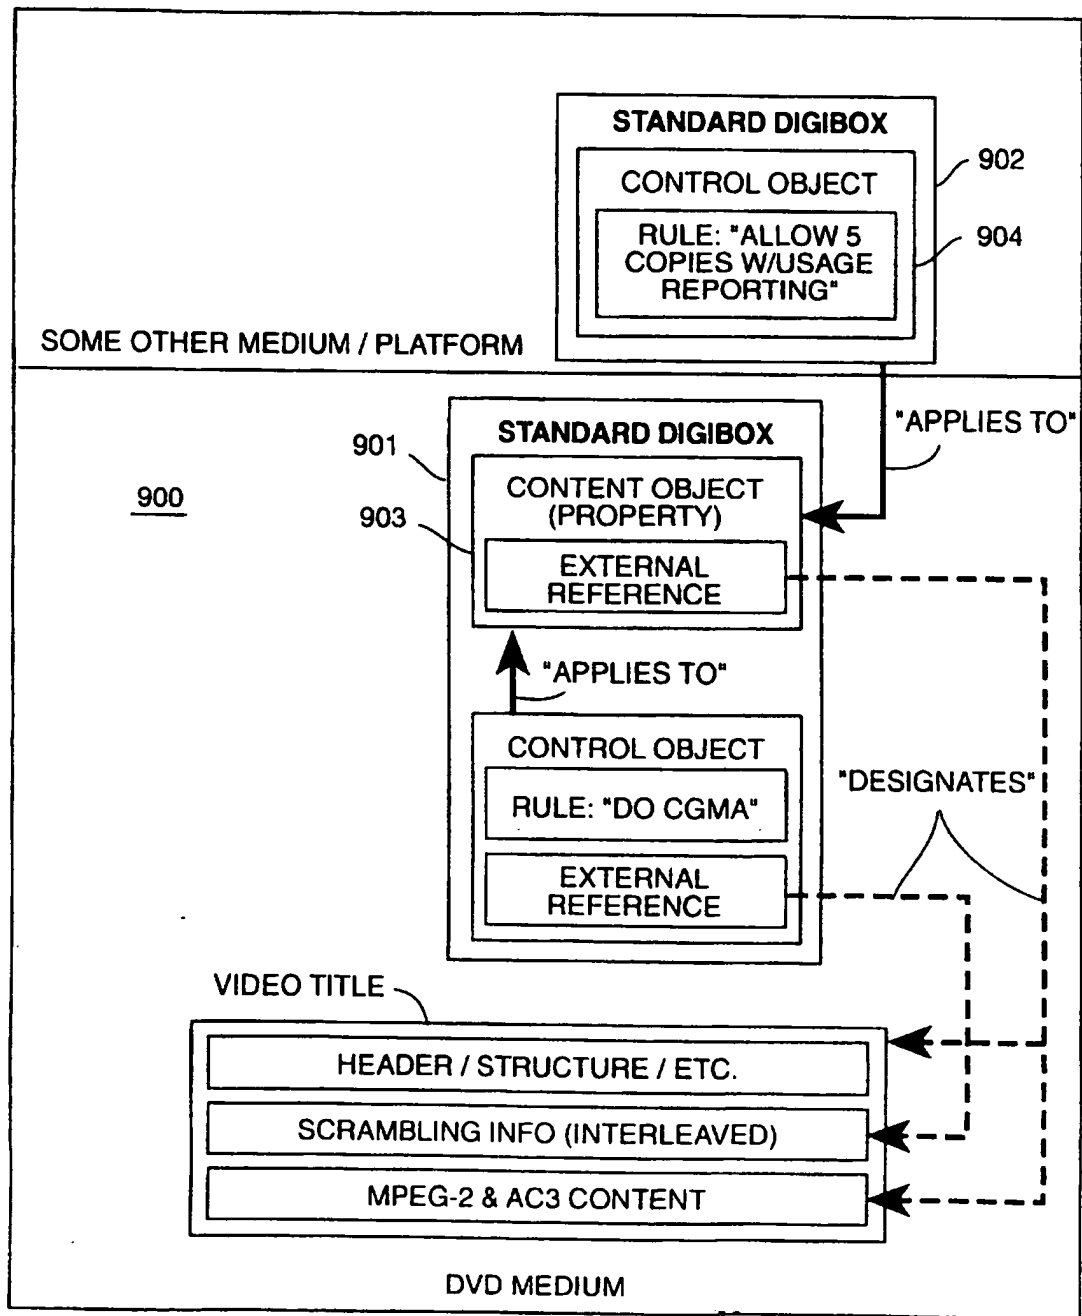 STANDARD DIGIBOX
902
CONTROL OBJECT
RULE: "ALLOW 5
COPIES W/USAGE
REPORTING"
904
SOME OTHER MEDIUM / PLATFORM
"APPLIES TO"
STANDARD DIGIBOX
901
CONTENT OBJECT
(PROPERTY)
900
903
EXTERNAL
REFERENCE
"APPLIES TO"
CONTROL OBJECT
"DESIGNATES"
RULE: "DO CGMA"
EXTERNAL
REFERENCE
VIDEO TITLE
HEADER / STRUCTURE / ETC.
SCRAMBLING INFO (INTERLEAVED)
MPEG-2 & AC3 CONTENT
DVD MEDIUM